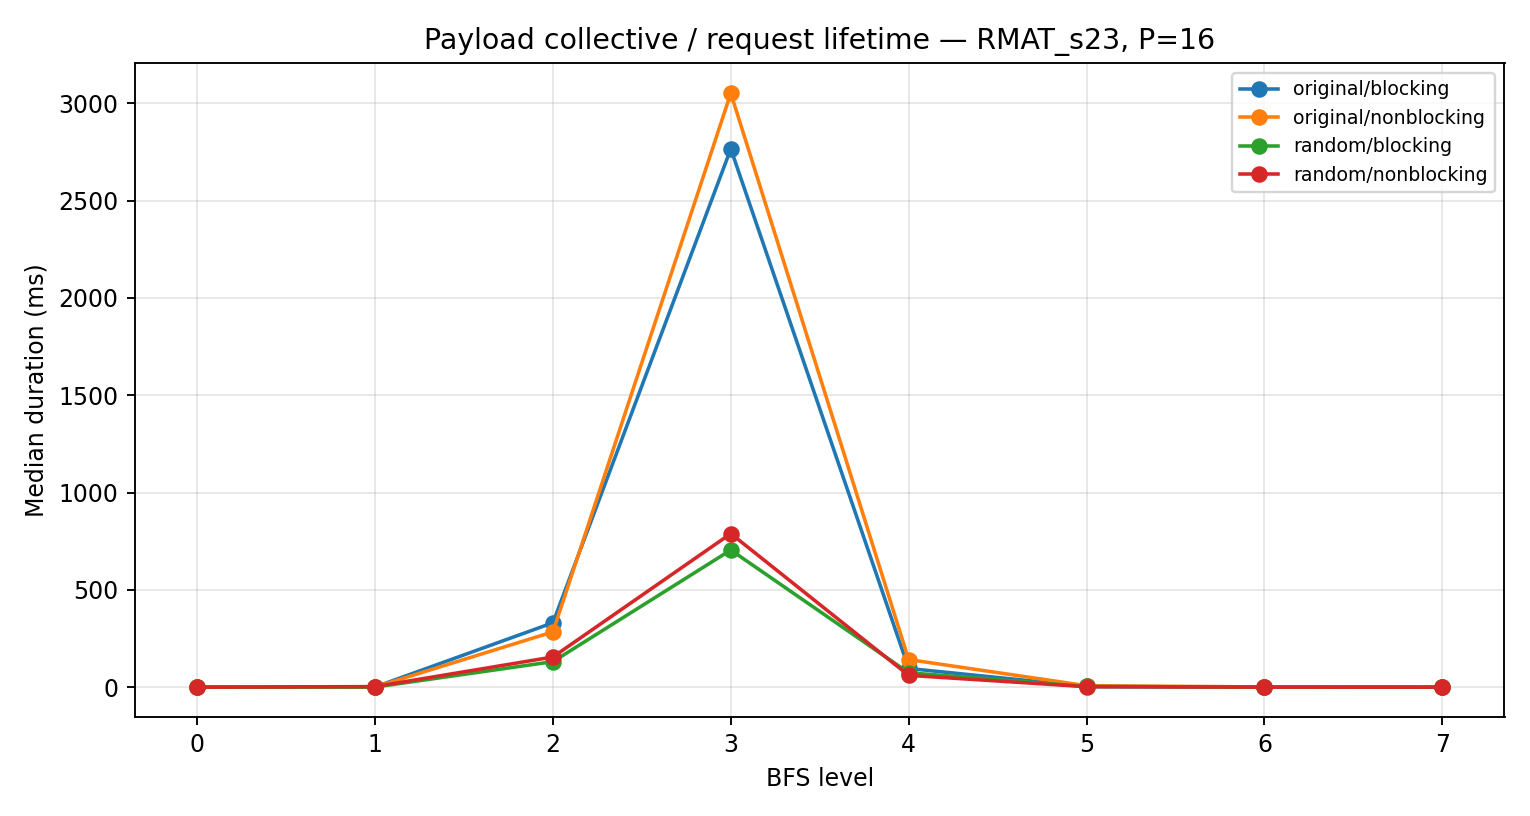 Payload collective / request lifetime — RMAT_s23, P=16
original/blocking
original/nonblocking
random/blocking
random/nonblocking
3000
2500
2000
1500
1000
500
0
Median duration (ms)
0 1 2 3 4 5 6 7
BFS level